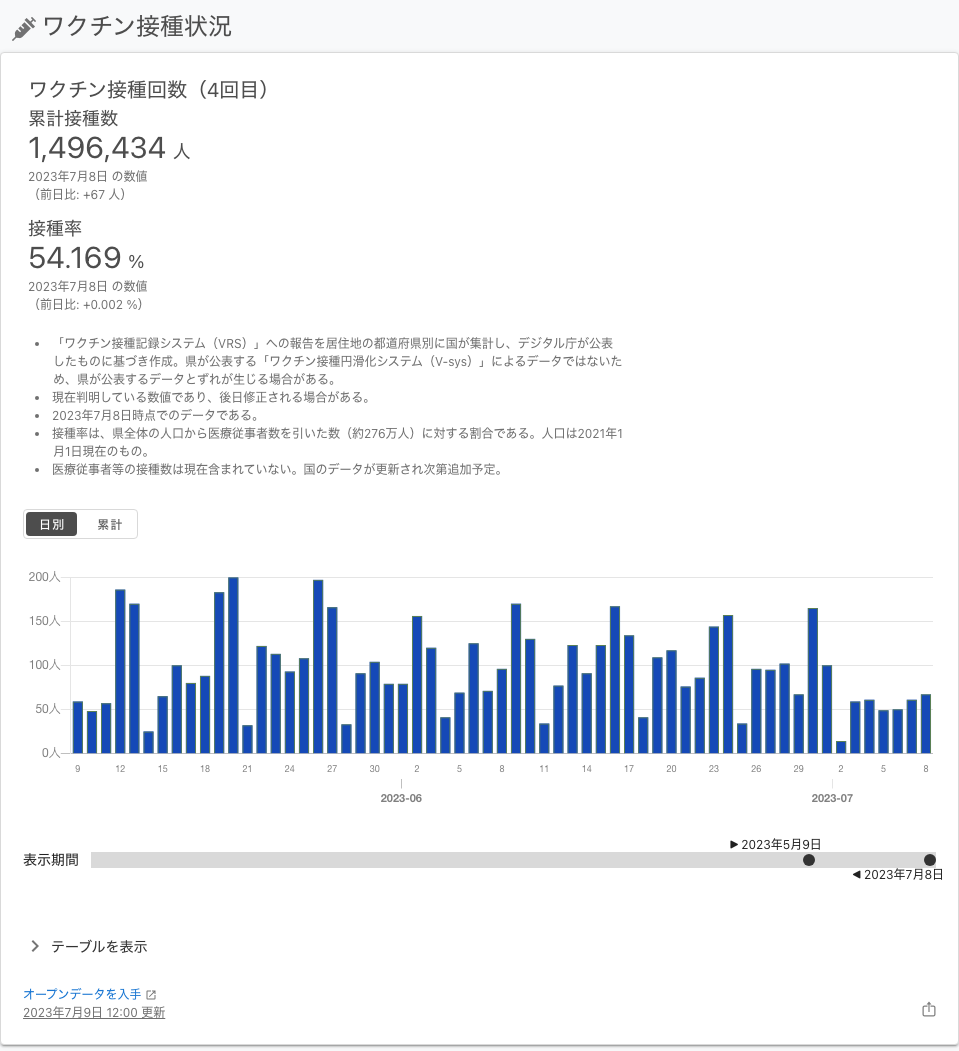 ワクチン接種状況
ワクチン接種回数（4回目）
累計接種数
1,496,434 人
2023年7月8日 の数値
（前日比: +67 人）
接種率
54.169 %
2023年7月8日 の数値
（前日比: +0.002 %）
• 「ワクチン接種記録システム（VRS）」への報告を居住地の都道府県別に国が集計し、デジタル庁が公表
したものに基づき作成。県が公表する「ワクチン接種円滑化システム（V-sys）」によるデータではないた
め、県が公表するデータとずれが生じる場合がある。
• 現在判明している数値であり、後日修正される場合がある。
• 2023年7月8日時点でのデータである。
• 接種率は、県全体の人口から医療従事者数を引いた数（約276万人）に対する割合である。人口は2021年1
月1日現在のもの。
• 医療従事者等の接種数は現在含まれていない。国のデータが更新され次第追加予定。
日別 累計
200人
150人
100人
50人
0人
9 12 15 18 21 24 27 30 2 5 8 11 14 17 20 23 26 29 2 5 8
2023-06 2023-07
▶ 2023年5月9日
表示期間
◀ 2023年7月8日
テーブルを表示
オープンデータを入手
2023年7月9日 12:00 更新